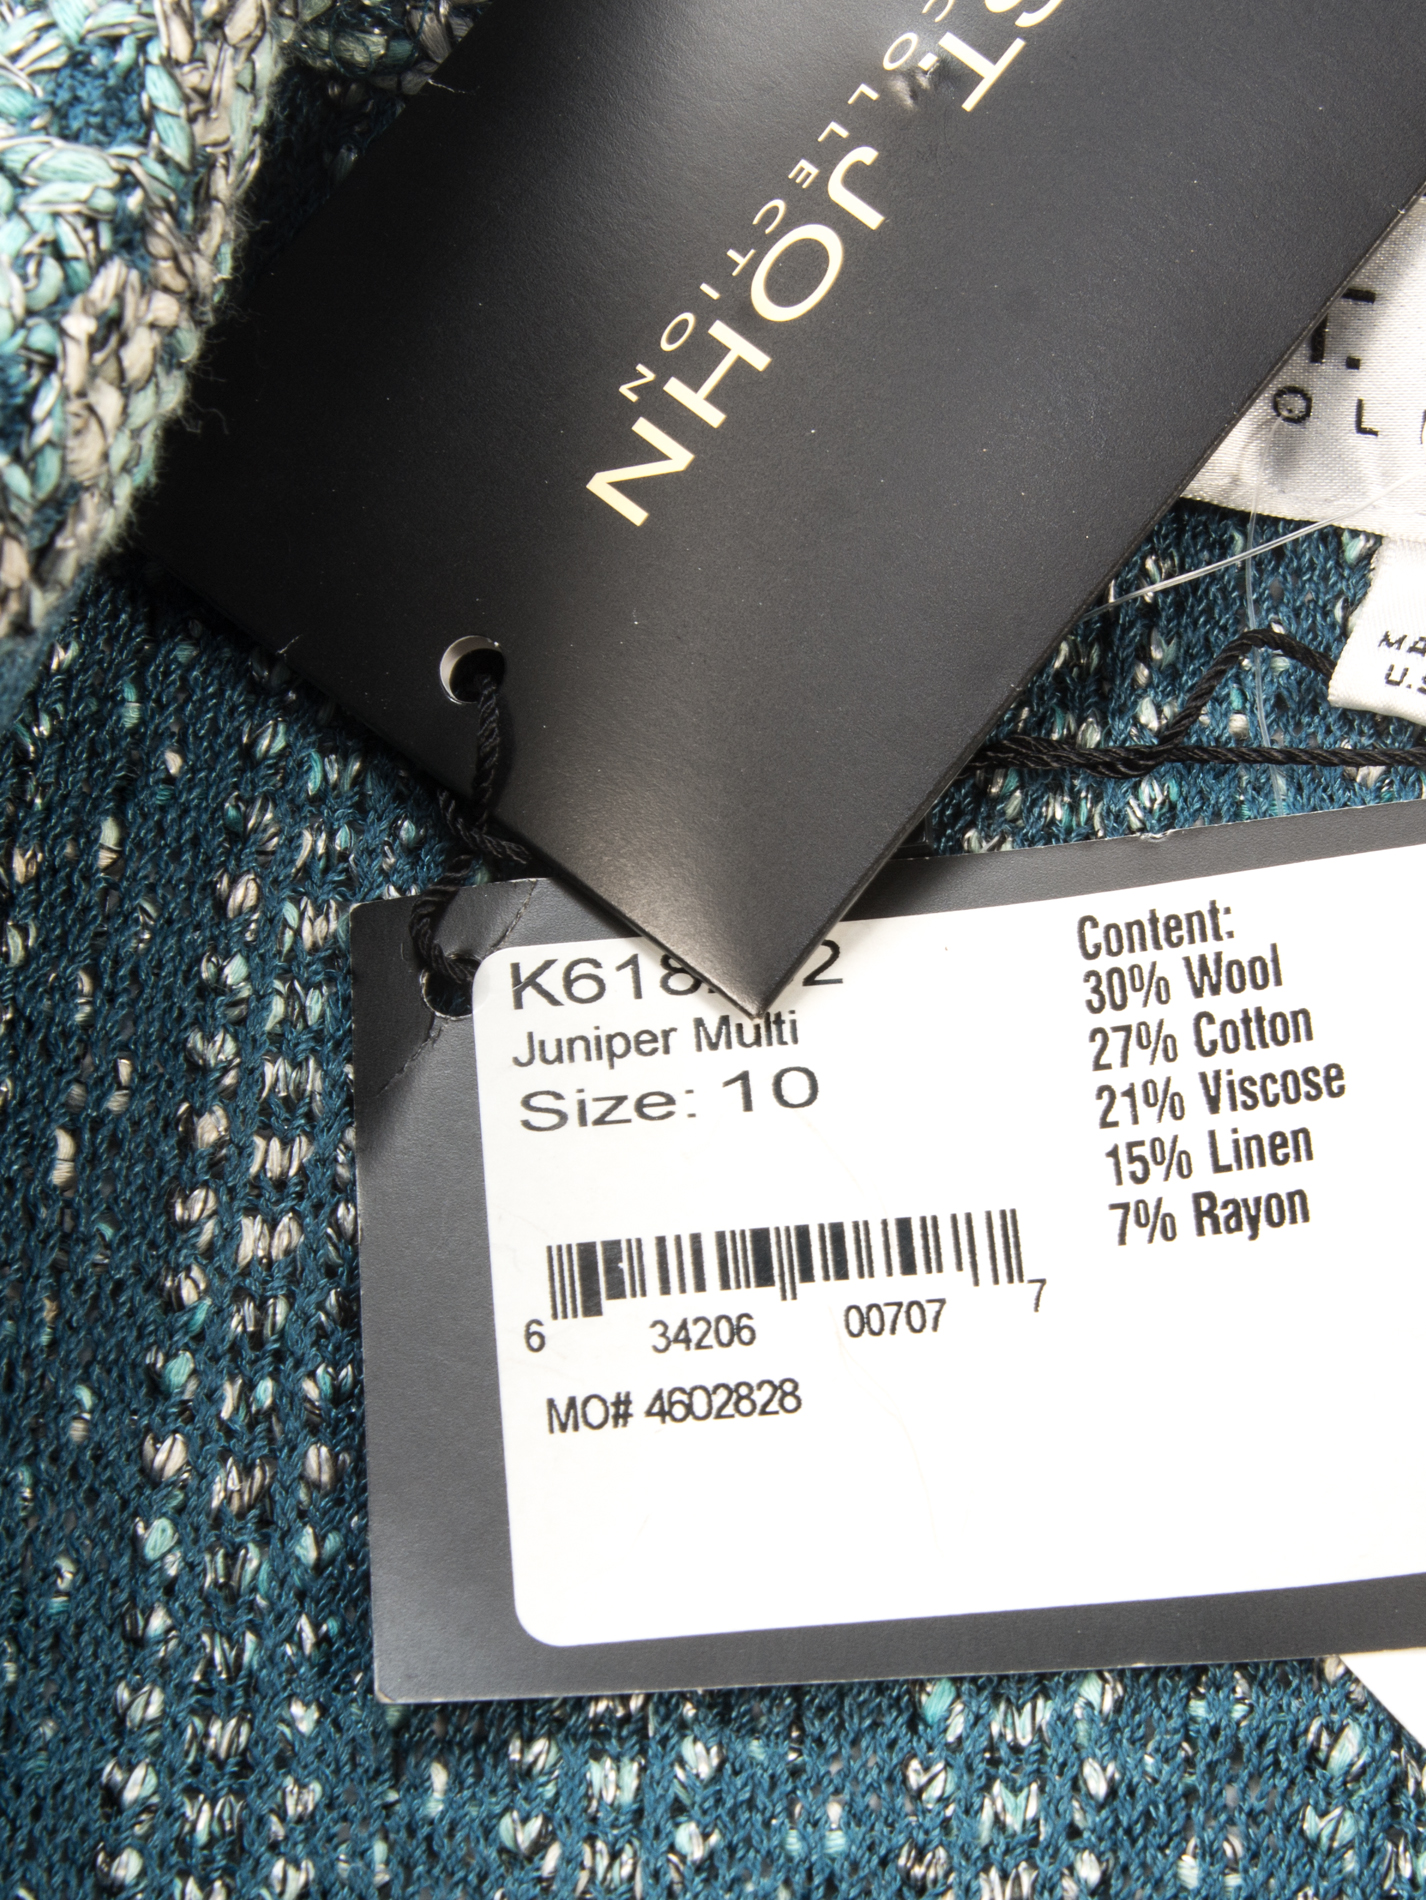 ST. JOHN
COLLECTION
Content:
30% Wool
27% Cotton
21% Viscose
15% Linen
7% Rayon
Juniper Multi
Size: 10
6 34206 00707 7
MO# 4602828